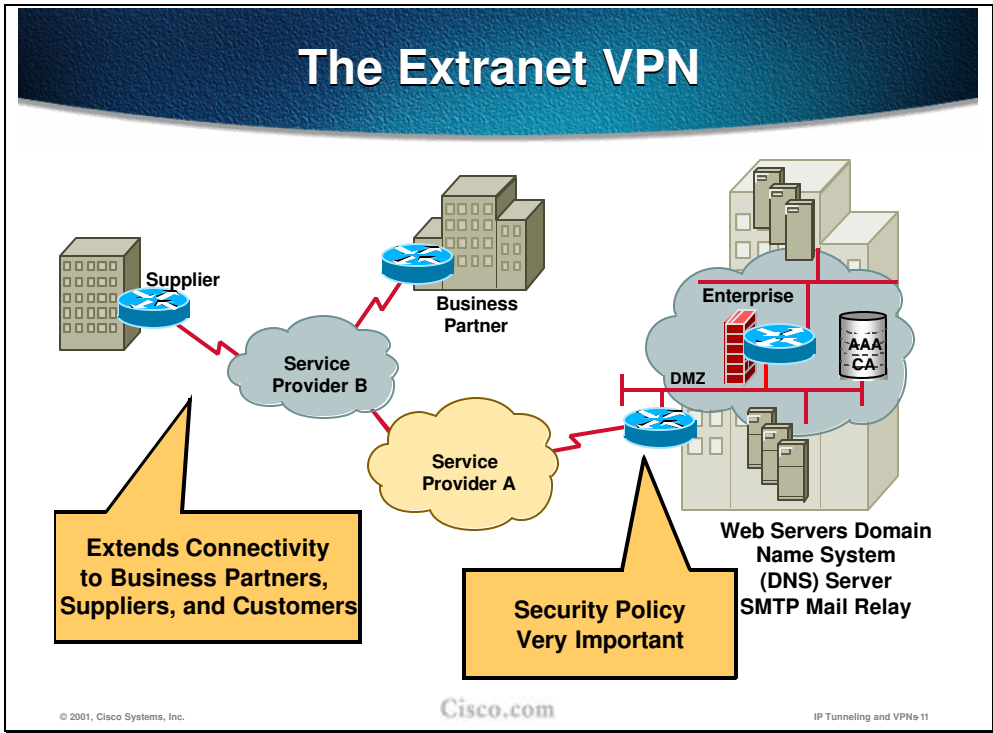 The Extranet VPN
Supplier
Business
Partner
Service
Provider B
Service
Provider A
Enterprise
DMZ
AAA
CA
Extends Connectivity
to Business Partners,
Suppliers, and Customers
Security Policy
Very Important
Web Servers Domain
Name System
(DNS) Server
SMTP Mail Relay
© 2001, Cisco Systems, Inc.
Cisco.com
IP Tunneling and VPNs-11